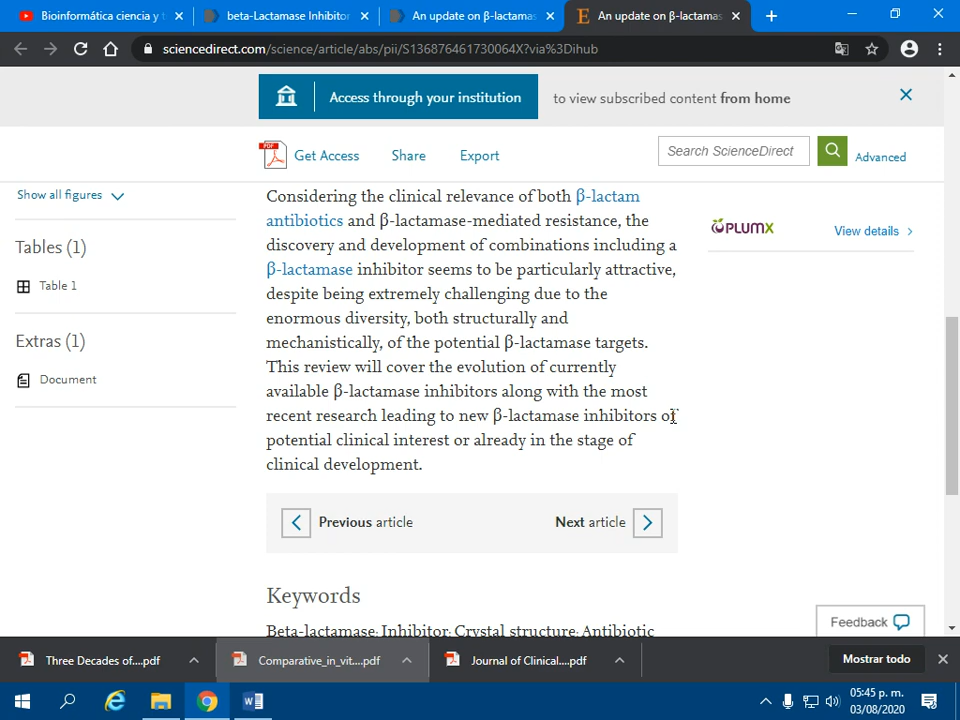 Bioinformática ciencia y t
beta-Lactamase Inhibitor
An update on β-lactamas
An update on β-lactamas
sciencedirect.com/science/article/abs/pii/S136876461730064X?via%3Dihub
Access through your institution
to view subscribed content from home
PDF
Get Access
Share
Export
Search ScienceDirect
Advanced
Show all figures
Tables (1)
Table 1
Extras (1)
Document
Considering the clinical relevance of both β-lactam
antibiotics and β-lactamase-mediated resistance, the
discovery and development of combinations including a
β-lactamase inhibitor seems to be particularly attractive,
despite being extremely challenging due to the
enormous diversity, both structurally and
mechanistically, of the potential β-lactamase targets.
This review will cover the evolution of currently
available β-lactamase inhibitors along with the most
recent research leading to new β-lactamase inhibitors of
potential clinical interest or already in the stage of
clinical development.
PLUMX
View details
Previous article
Next article
Keywords
Beta-lactamase; Inhibitor; Crystal structure; Antibiotic
Feedback
Three Decades of....pdf
Comparative_in_vit....pdf
Journal of Clinical....pdf
Mostrar todo
05:45 p. m.
03/08/2020